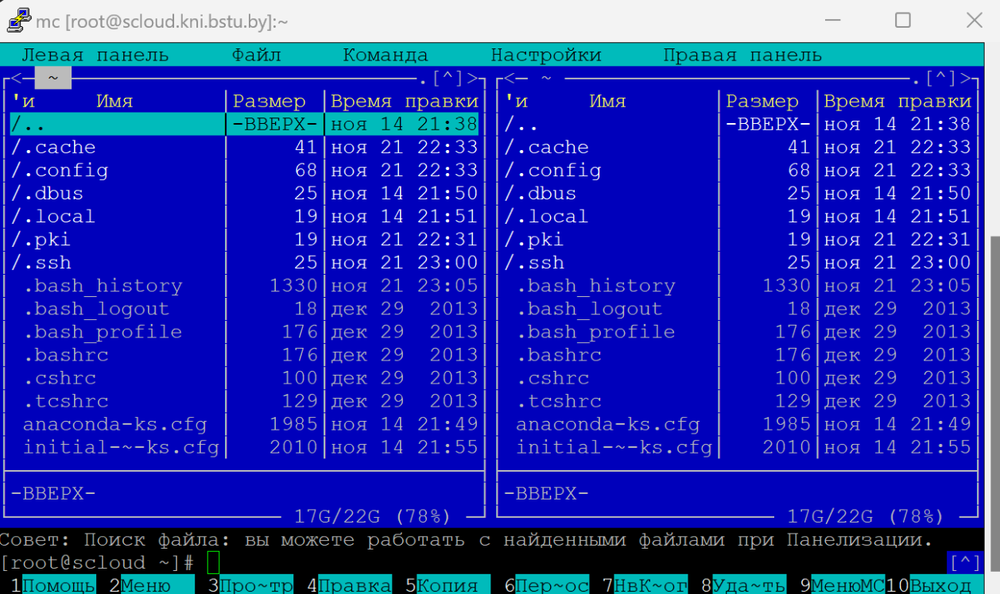 mc [root@scloud.kni.bstu.by]:~
Левая панель Файл Команда Настройки Правая панель
<— ~ .[^]> <— ~ .[^]>
'и Имя |Размер |Время правки 'и Имя |Размер |Время правки
/.. |-ВВЕРХ-|ноя 14 21:38 /.. |-ВВЕРХ-|ноя 14 21:38
/.cache | 41|ноя 21 22:33 /.cache | 41|ноя 21 22:33
/.config | 68|ноя 21 22:33 /.config | 68|ноя 21 22:33
/.dbus | 25|ноя 14 21:50 /.dbus | 25|ноя 14 21:50
/.local | 19|ноя 14 21:51 /.local | 19|ноя 14 21:51
/.pki | 19|ноя 21 22:31 /.pki | 19|ноя 21 22:31
/.ssh | 25|ноя 21 23:00 /.ssh | 25|ноя 21 23:00
.bash_history | 1330|ноя 21 23:05 .bash_history | 1330|ноя 21 23:05
.bash_logout | 18|дек 29 2013 .bash_logout | 18|дек 29 2013
.bash_profile | 176|дек 29 2013 .bash_profile | 176|дек 29 2013
.bashrc | 176|дек 29 2013 .bashrc | 176|дек 29 2013
.cshrc | 100|дек 29 2013 .cshrc | 100|дек 29 2013
.tcshrc | 129|дек 29 2013 .tcshrc | 129|дек 29 2013
anaconda-ks.cfg | 1985|ноя 14 21:49 anaconda-ks.cfg | 1985|ноя 14 21:49
initial-~-ks.cfg| 2010|ноя 14 21:55 initial-~-ks.cfg| 2010|ноя 14 21:55
-ВВЕРХ- -ВВЕРХ-
17G/22G (78%) 17G/22G (78%)
Совет: Поиск файла: вы можете работать с найденными файлами при Панелизации.
[root@scloud ~]# [^]
1Помощь 2Меню 3Про~тр 4Правка 5Копия 6Пер~ос 7НвК~ог 8Уда~ть 9МенюMC10Выход